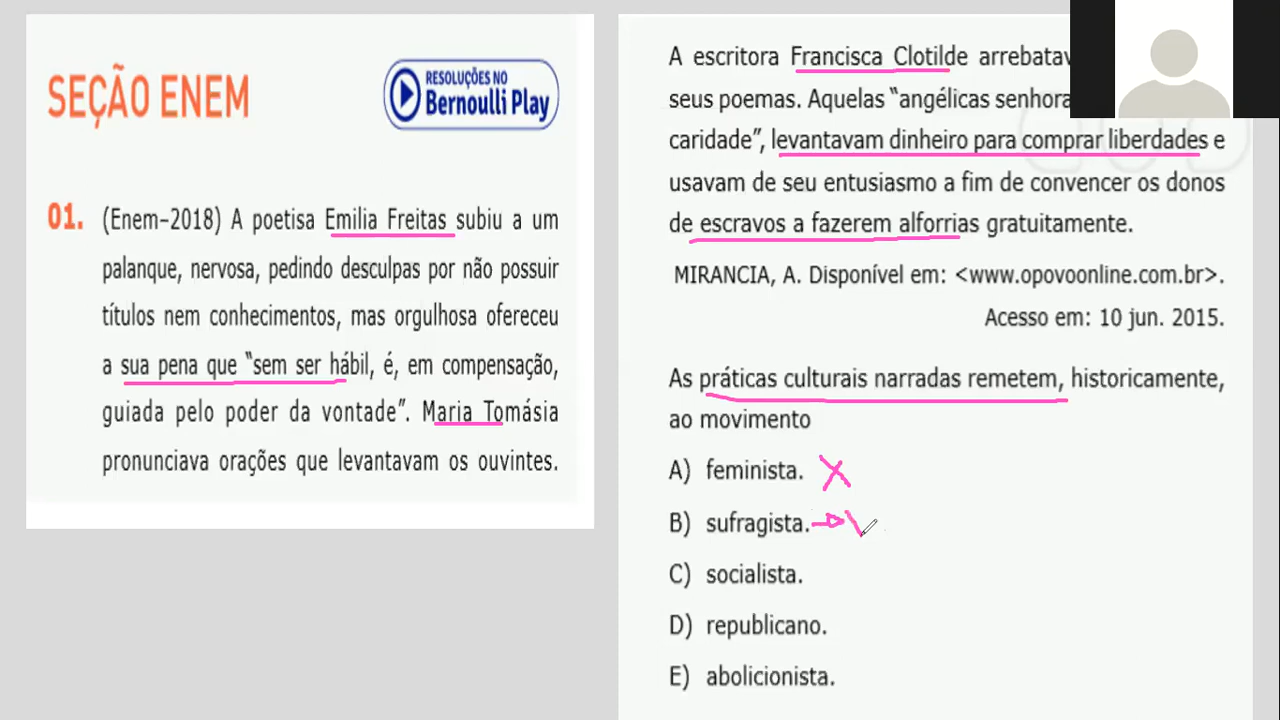 SEÇÃO ENEM
RESOLUÇÕES NO
Bernoulli Play
01. (Enem–2018) A poetisa Emilia Freitas subiu a um
palanque, nervosa, pedindo desculpas por não possuir
títulos nem conhecimentos, mas orgulhosa ofereceu
a sua pena que “sem ser hábil, é, em compensação,
guiada pelo poder da vontade”. Maria Tomásia
pronunciava orações que levantavam os ouvintes.
A escritora Francisca Clotilde
seus poemas. Aquelas “angélicas
caridade”, levantavam dinheiro para comprar liberdades e
usavam de seu entusiasmo a fim de convencer os donos
de escravos a fazerem alforrias gratuitamente.
MIRANCIA, A. Disponível em: <www.opovoonline.com.br>.
Acesso em: 10 jun. 2015.
As práticas culturais narradas remetem, historicamente,
ao movimento
A) feminista.
B) sufragista.
C) socialista.
D) republicano.
E) abolicionista.